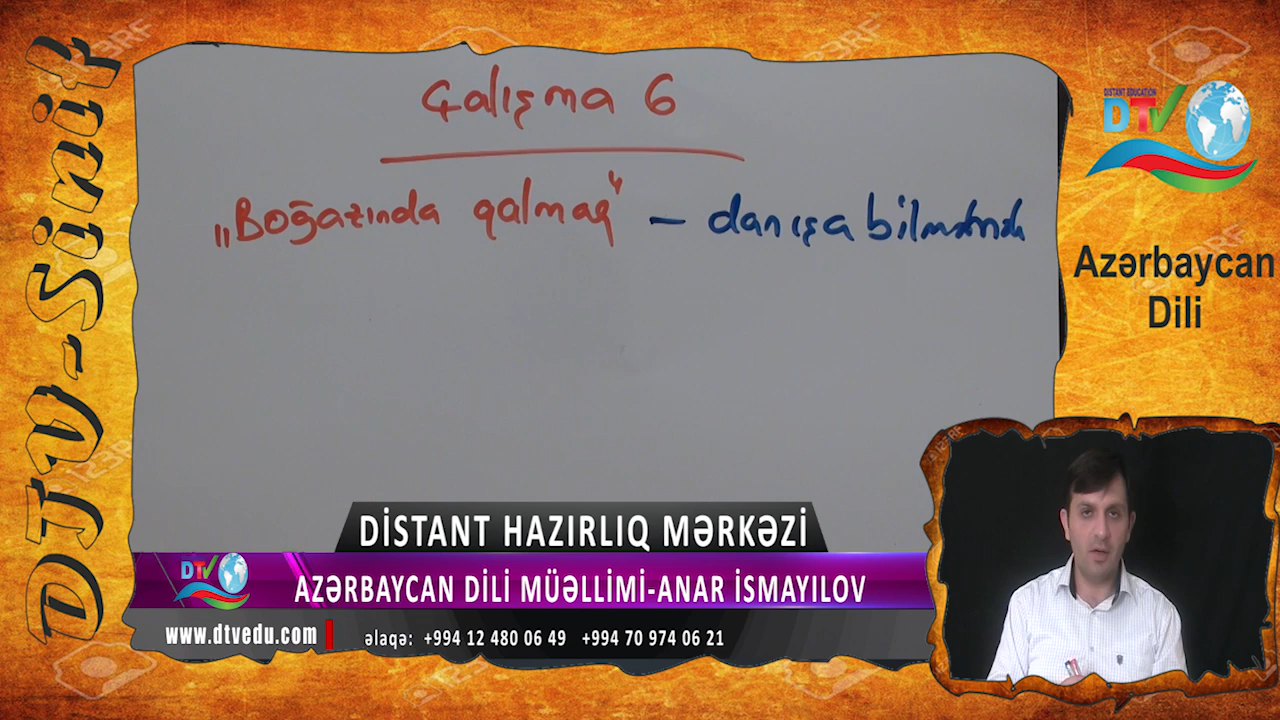 DTV-Sinif
Çalışma 6
„Boğazında qalmaq" – danışa bilməmək
DISTANT EDUCATION
DTV
Azərbaycan
Dili
DİSTANT HAZIRLIQ MƏRKƏZİ
DTV
AZƏRBAYCAN DİLİ MÜƏLLİMİ-ANAR İSMAYILOV
www.dtvedu.com
əlaqə: +994 12 480 06 49 +994 70 974 06 21
123RF